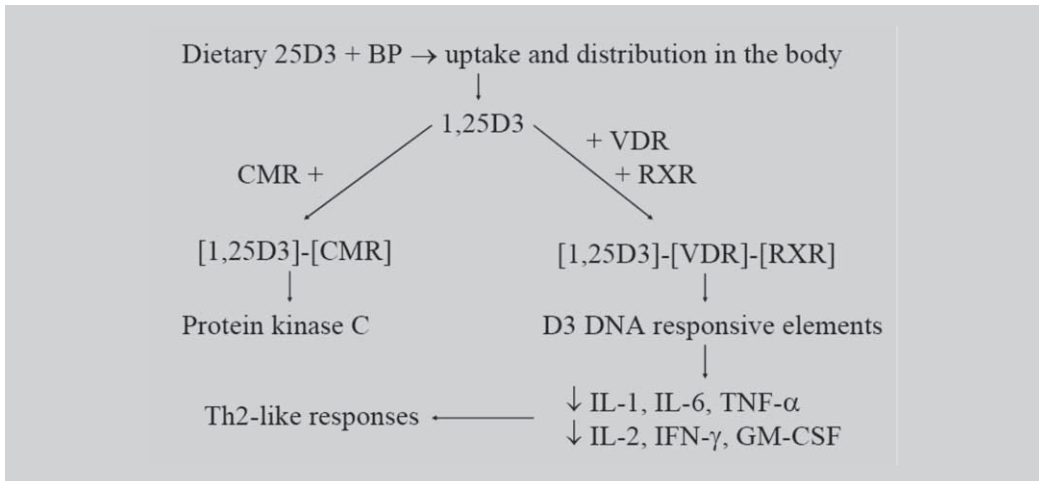 Dietary 25D3 + BP → uptake and distribution in the body
1,25D3
+ VDR
CMR +
+ RXR
[1,25D3]-[CMR]
[1,25D3]-[VDR]-[RXR]
Protein kinase C
D3 DNA responsive elements
↓ IL-1, IL-6, TNF-α
Th2-like responses
↓ IL-2, IFN-γ, GM-CSF